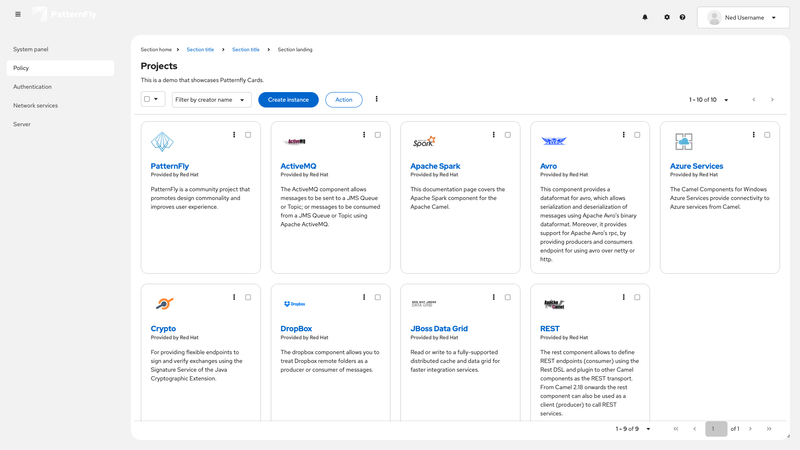 PatternFly
Ned Username
System panel
Policy
Authentication
Network services
Server
Section home
Section title
Section title
Section landing
Projects
This is a demo that showcases Patternfly Cards.
Filter by creator name
Create instance
Action
1 - 10 of 10
PatternFly
Provided by Red Hat
PatternFly is a community project that
promotes design commonality and
improves user experience.
ActiveMQ
ActiveMQ
Provided by Red Hat
The ActiveMQ component allows
messages to be sent to a JMS Queue
or Topic; or messages to be consumed
from a JMS Queue or Topic using
Apache ActiveMQ.
Spark
Apache Spark
Provided by Red Hat
This documentation page covers the
Apache Spark component for the
Apache Camel.
Avro
Provided by Red Hat
This component provides a
dataformat for avro, which allows
serialization and deserialization of
messages using Apache Avro's binary
dataformat. Moreover, it provides
support for Apache Avro's rpc, by
providing producers and consumers
endpoint for using avro over netty or
http.
Azure Services
Provided by Red Hat
The Camel Components for Windows
Azure Services provide connectivity to
Azure services from Camel.
Crypto
Provided by Red Hat
For providing flexible endpoints to
sign and verify exchanges using the
Signature Service of the Java
Cryptographic Extension.
Dropbox
DropBox
Provided by Red Hat
The dropbox component allows you to
treat Dropbox remote folders as a
producer or consumer of messages.
RED HAT JBOSS
DATA GRID
JBoss Data Grid
Provided by Red Hat
Read or write to a fully-supported
distributed cache and data grid for
faster integration services.
Apache
Camel
REST
Provided by Red Hat
The rest component allows to define
REST endpoints (consumer) using the
Rest DSL and plugin to other Camel
components as the REST transport.
From Camel 2.18 onwards the rest
component can also be used as a
client (producer) to call REST
services.
1 - 9 of 9
1
of 1